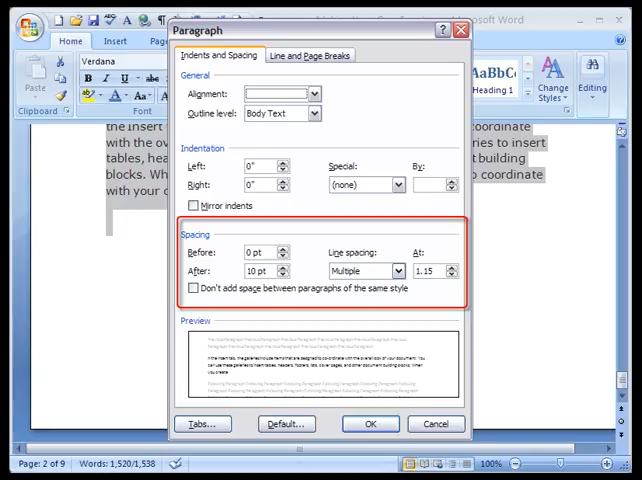 Microsoft Word
Paragraph
Home
Insert
Indents and Spacing
Line and Page Breaks
General
Alignment:
Outline level: Body Text
Indentation
Left: 0" Special: By:
Right: 0" (none)
Mirror indents
Spacing
Before: 0 pt Line spacing: At:
After: 10 pt Multiple 1.15
Don't add space between paragraphs of the same style
Preview
Tabs...
Default...
OK
Cancel
Verdana
Paste
B I U
Clipboard
Font
AaBbC
Heading 1
Change
Styles
Editing
the Insert
coordinate
with the ov
ries to insert
tables, hea
t building
blocks. Wh
o coordinate
with your
Page: 2 of 9
Words: 1,520/1,538
100%